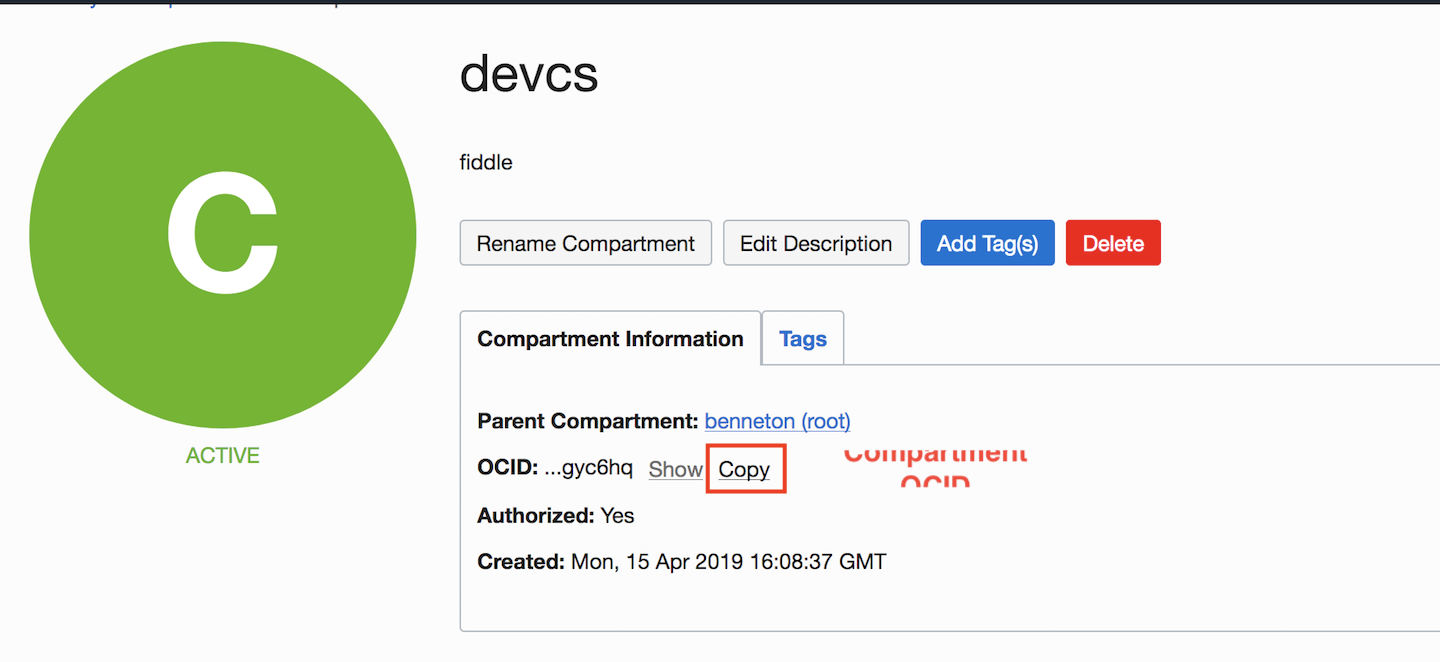 devcs
fiddle
Rename Compartment Edit Description Add Tag(s) Delete
C
ACTIVE
Compartment Information Tags
Parent Compartment: benneton (root)
OCID: ...gyc6hq Show Copy
Compartment
OCID
Authorized: Yes
Created: Mon, 15 Apr 2019 16:08:37 GMT